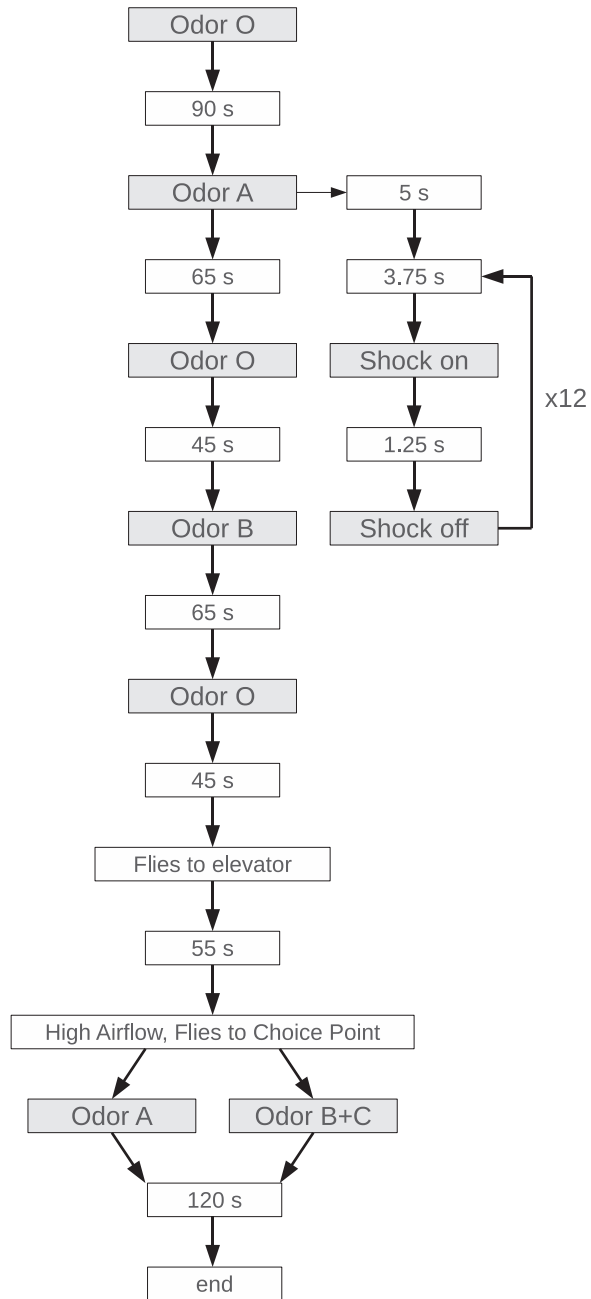 Odor O
90 s
Odor A
5 s
65 s
3.75 s
Odor O
Shock on
x12
45 s
1.25 s
Odor B
Shock off
65 s
Odor O
45 s
Flies to elevator
55 s
High Airflow, Flies to Choice Point
Odor A
Odor B+C
120 s
end